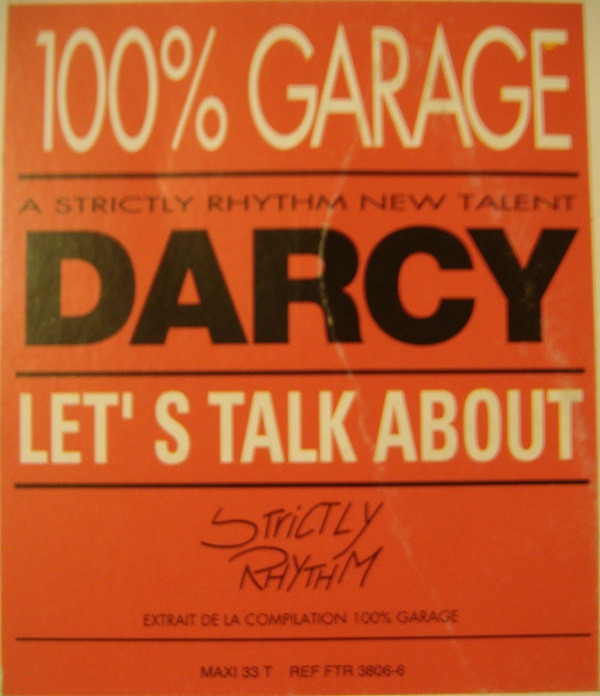 100% GARAGE
A STRICTLY RHYTHM NEW TALENT
DARCY
LET' S TALK ABOUT
STRiCTLY
RHYTHM
EXTRAIT DE LA COMPILATION 100% GARAGE
MAXI 33 T REF FTR 3806-6